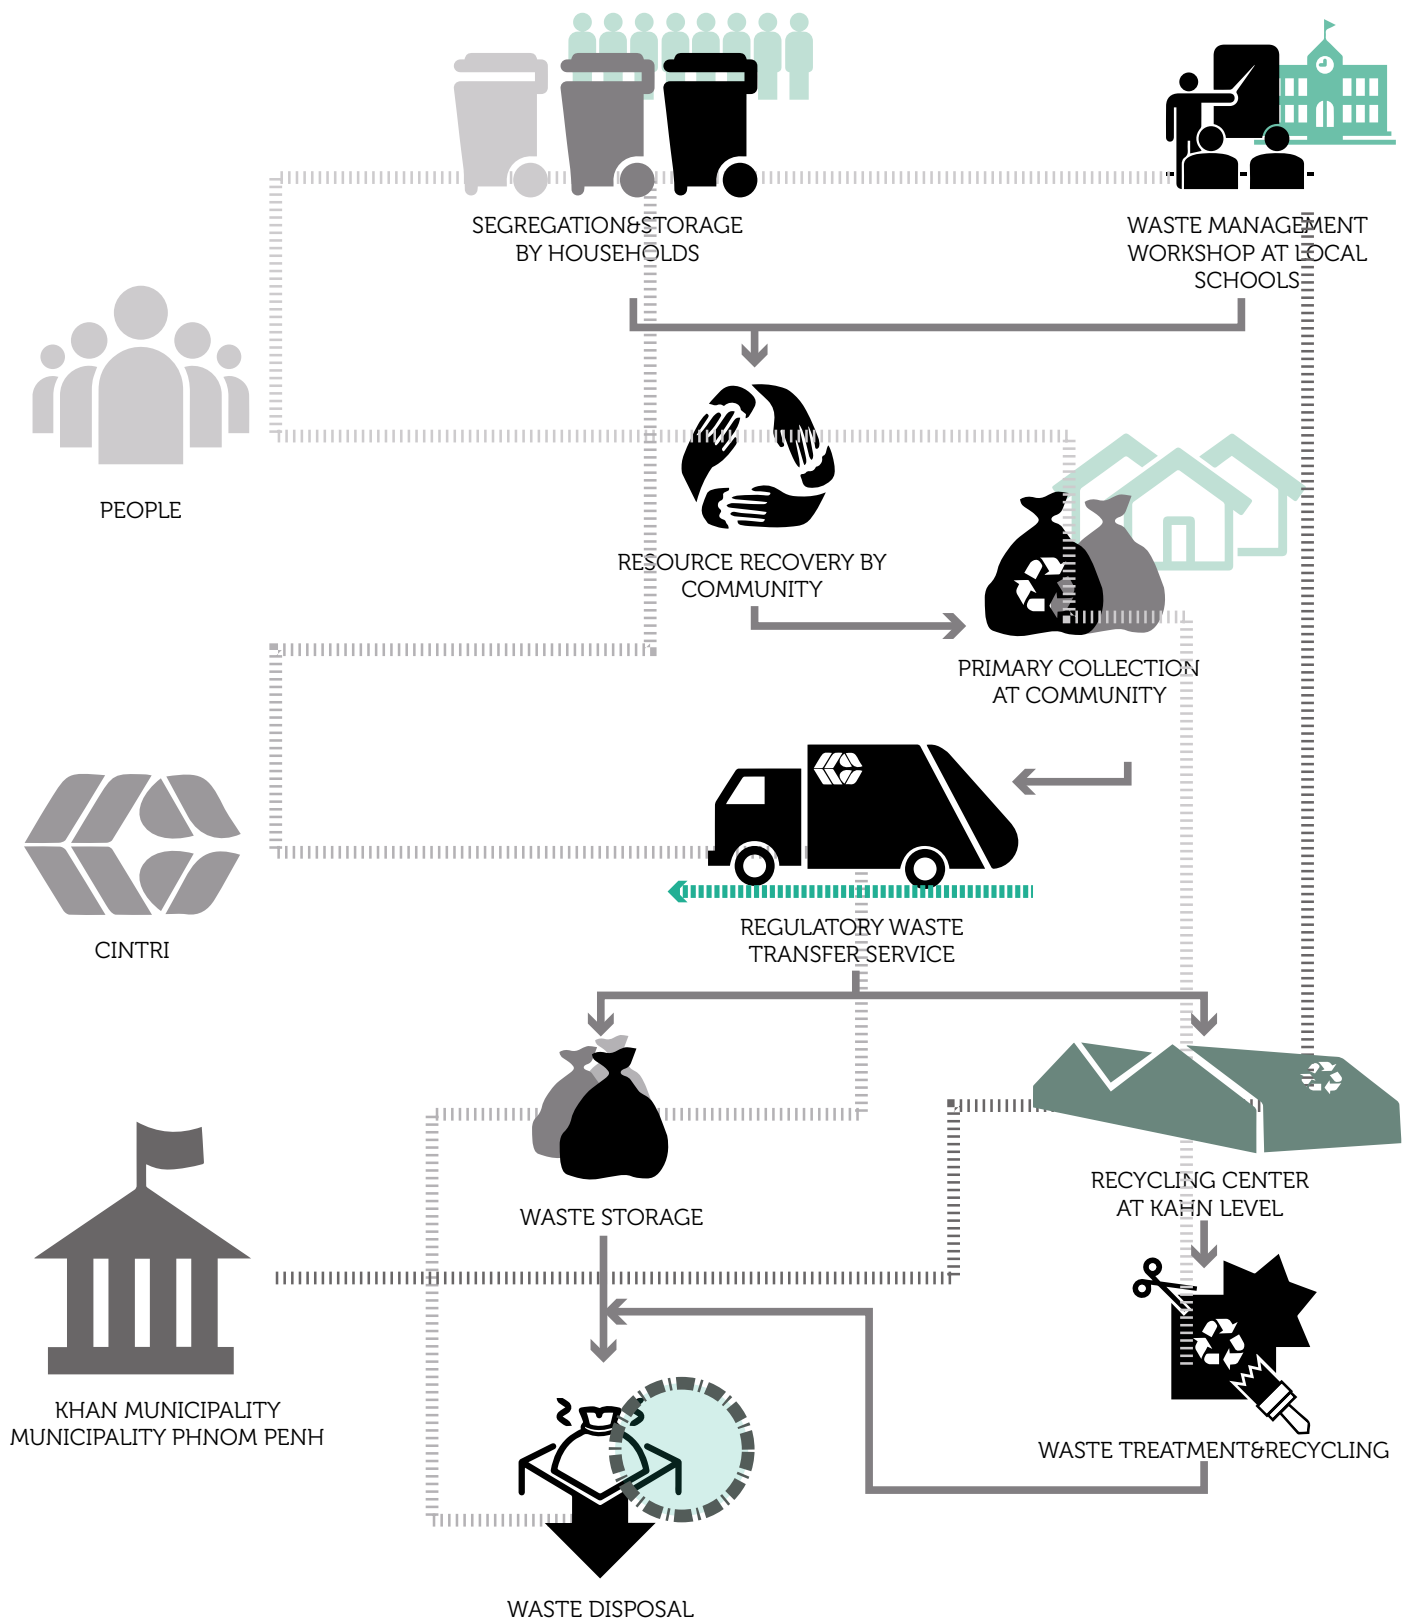 SEGREGATION&STORAGE
BY HOUSEHOLDS
WASTE MANAGEMENT
WORKSHOP AT LOCAL
SCHOOLS
PEOPLE
RESOURCE RECOVERY BY
COMMUNITY
PRIMARY COLLECTION
AT COMMUNITY
CINTRI
REGULATORY WASTE
TRANSFER SERVICE
WASTE STORAGE
RECYCLING CENTER
AT KAHN LEVEL
KHAN MUNICIPALITY
MUNICIPALITY PHNOM PENH
WASTE TREATMENT&RECYCLING
WASTE DISPOSAL